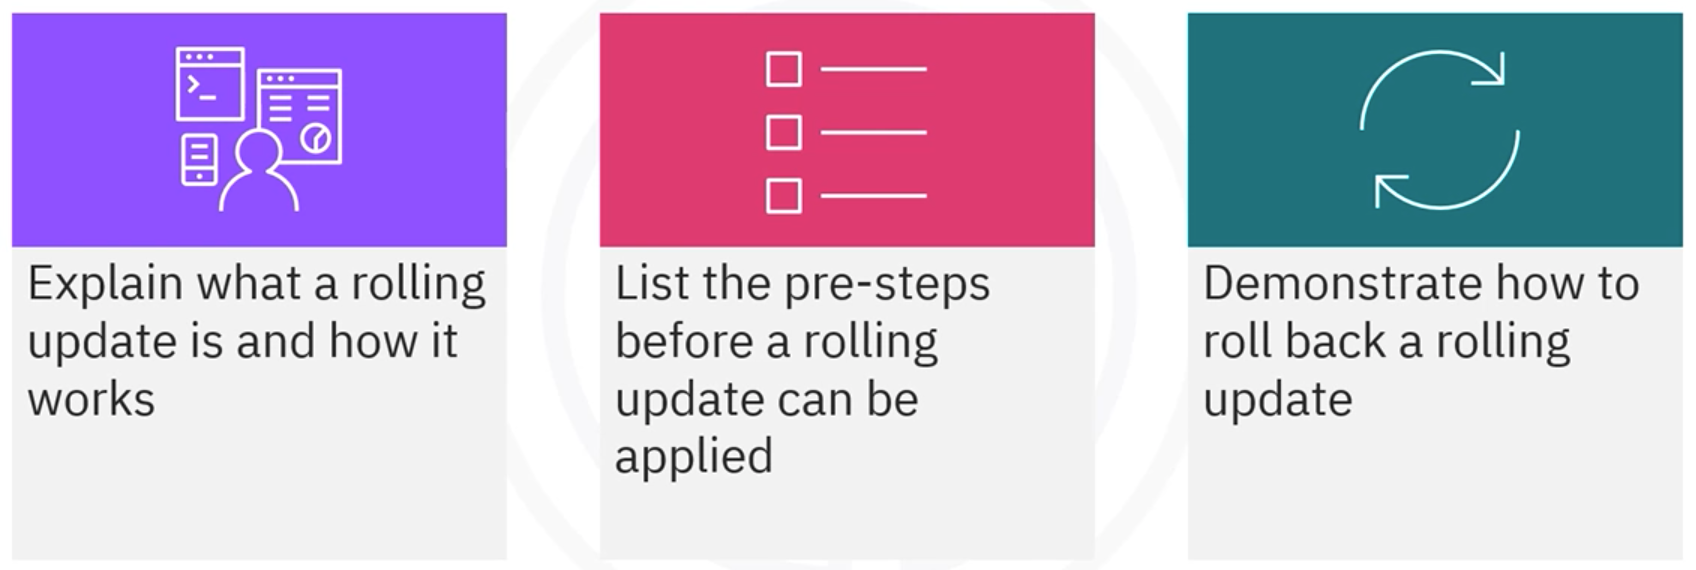 Explain what a rolling
update is and how it
works
List the pre-steps
before a rolling
update can be
applied
Demonstrate how to
roll back a rolling
update